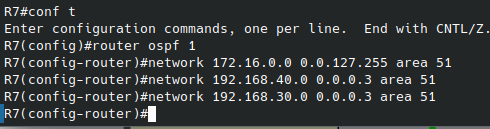 R7#conf t
Enter configuration commands, one per line.  End with CNTL/Z.
R7(config)#router ospf 1
R7(config-router)#network 172.16.0.0 0.0.127.255 area 51
R7(config-router)#network 192.168.40.0 0.0.0.3 area 51
R7(config-router)#network 192.168.30.0 0.0.0.3 area 51
R7(config-router)#